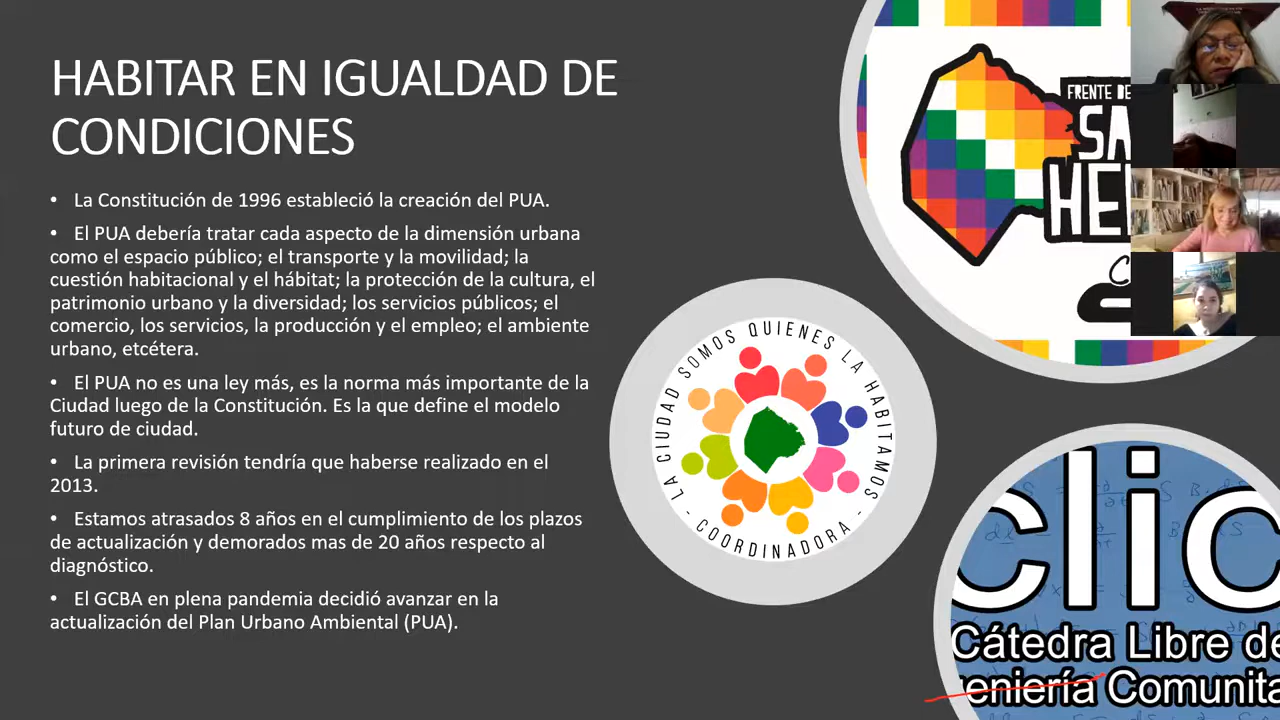 HABITAR EN IGUALDAD DE
CONDICIONES
• La Constitución de 1996 estableció la creación del PUA.
• El PUA debería tratar cada aspecto de la dimensión urbana
como el espacio público; el transporte y la movilidad; la
cuestión habitacional y el hábitat; la protección de la cultura, el
patrimonio urbano y la diversidad; los servicios públicos; el
comercio, los servicios, la producción y el empleo; el ambiente
urbano, etcétera.
• El PUA no es una ley más, es la norma más importante de la
Ciudad luego de la Constitución. Es la que define el modelo
futuro de ciudad.
• La primera revisión tendría que haberse realizado en el
2013.
• Estamos atrasados 8 años en el cumplimiento de los plazos
de actualización y demorados mas de 20 años respecto al
diagnóstico.
• El GCBA en plena pandemia decidió avanzar en la
actualización del Plan Urbano Ambiental (PUA).
FRENTE DE
SA
HE
LA CIUDAD SOMOS QUIENES LA HABITAMOS
- COORDINADORA -
clic
Cátedra Libre de
geniería Comunita